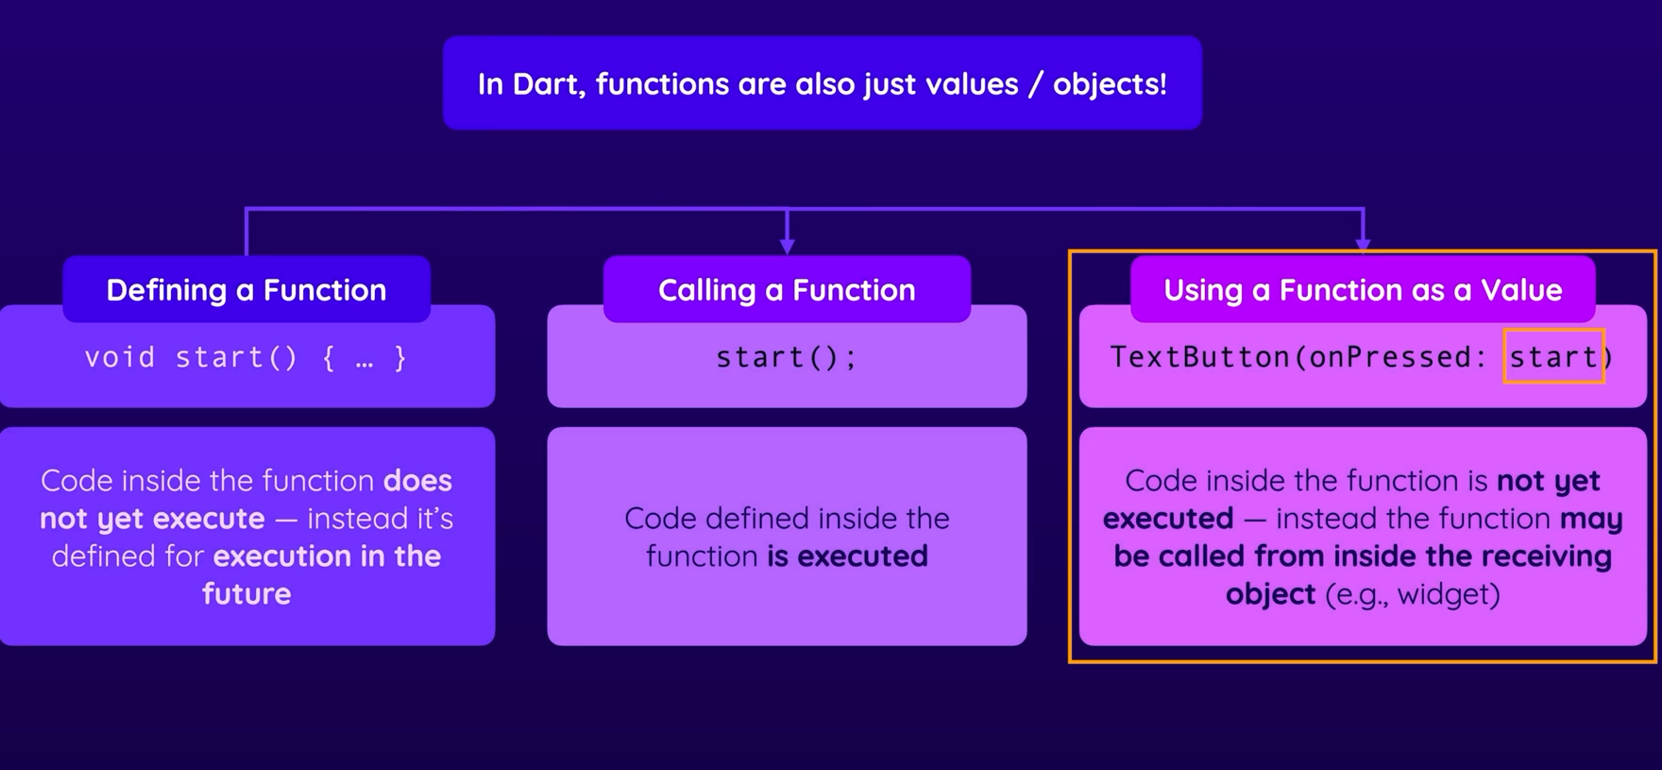 In Dart, functions are also just values / objects!
Defining a Function
void start() { … }
Code inside the function does
not yet execute — instead it’s
defined for execution in the
future
Calling a Function
start();
Code defined inside the
function is executed
Using a Function as a Value
TextButton(onPressed: start)
Code inside the function is not yet
executed — instead the function may
be called from inside the receiving
object (e.g., widget)